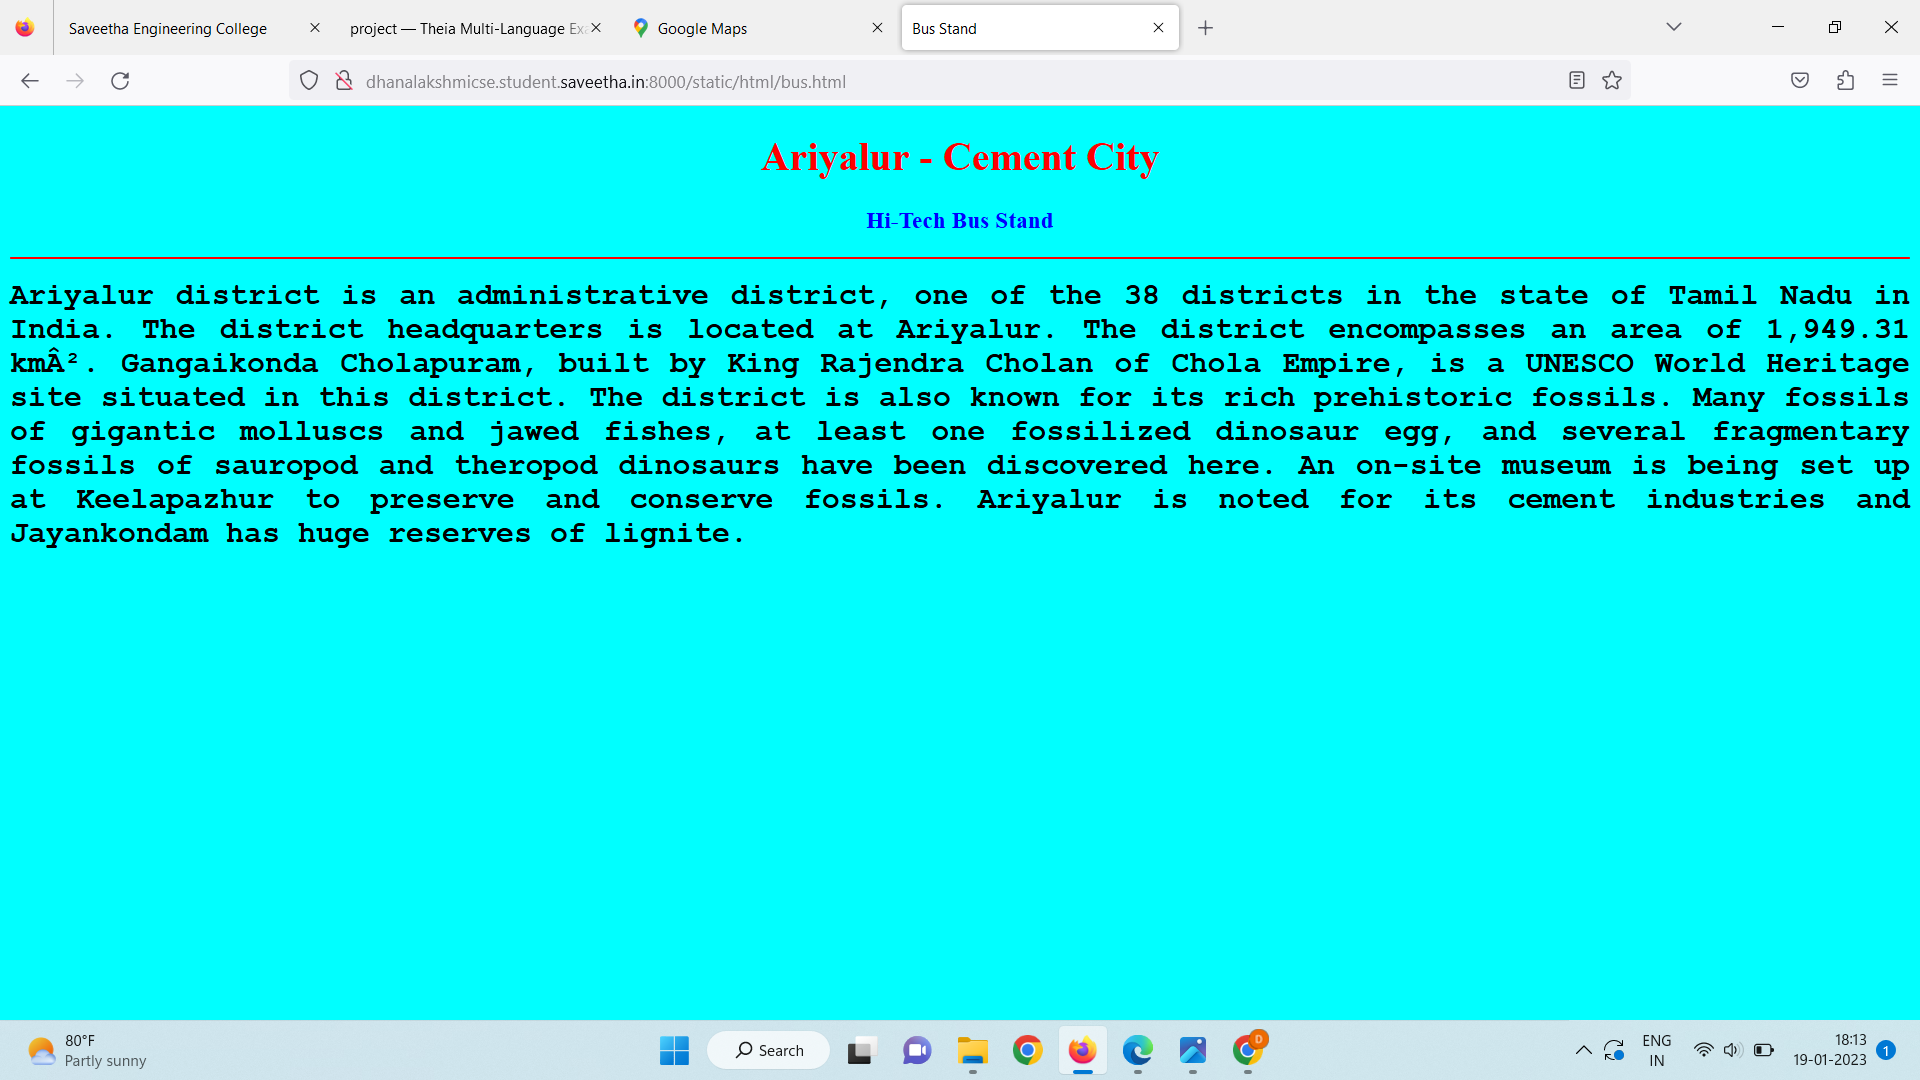 Saveetha Engineering College
project — Theia Multi-Language Ex
Google Maps
Bus Stand
dhanalakshmicse.student.saveetha.in:8000/static/html/bus.html
Ariyalur - Cement City
Hi-Tech Bus Stand
Ariyalur district is an administrative district, one of the 38 districts in the state of Tamil Nadu in
India. The district headquarters is located at Ariyalur. The district encompasses an area of 1,949.31
kmÂ². Gangaikonda Cholapuram, built by King Rajendra Cholan of Chola Empire, is a UNESCO World Heritage
site situated in this district. The district is also known for its rich prehistoric fossils. Many fossils
of gigantic molluscs and jawed fishes, at least one fossilized dinosaur egg, and several fragmentary
fossils of sauropod and theropod dinosaurs have been discovered here. An on-site museum is being set up
at Keelapazhur to preserve and conserve fossils. Ariyalur is noted for its cement industries and
Jayankondam has huge reserves of lignite.
80°F
Partly sunny
Search
D
ENG
IN
18:13
19-01-2023
1